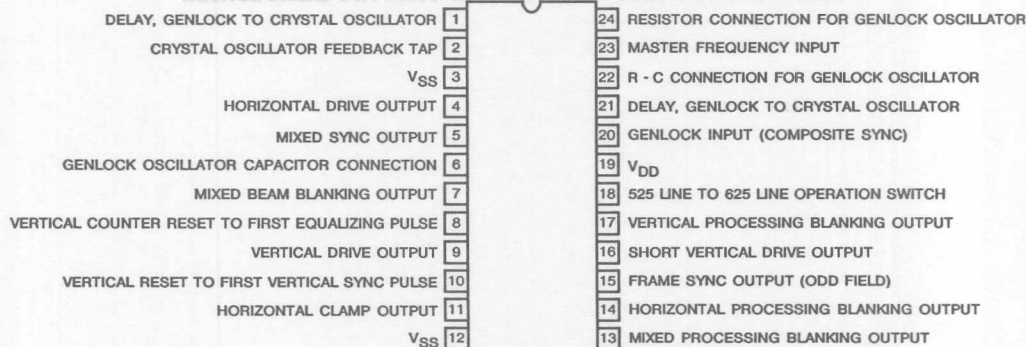 DELAY, GENLOCK TO CRYSTAL OSCILLATOR 1
CRYSTAL OSCILLATOR FEEDBACK TAP 2
VSS 3
HORIZONTAL DRIVE OUTPUT 4
MIXED SYNC OUTPUT 5
GENLOCK OSCILLATOR CAPACITOR CONNECTION 6
MIXED BEAM BLANKING OUTPUT 7
VERTICAL COUNTER RESET TO FIRST EQUALIZING PULSE 8
VERTICAL DRIVE OUTPUT 9
VERTICAL RESET TO FIRST VERTICAL SYNC PULSE 10
HORIZONTAL CLAMP OUTPUT 11
VSS 12
24 RESISTOR CONNECTION FOR GENLOCK OSCILLATOR
23 MASTER FREQUENCY INPUT
22 R - C CONNECTION FOR GENLOCK OSCILLATOR
21 DELAY, GENLOCK TO CRYSTAL OSCILLATOR
20 GENLOCK INPUT (COMPOSITE SYNC)
19 VDD
18 525 LINE TO 625 LINE OPERATION SWITCH
17 VERTICAL PROCESSING BLANKING OUTPUT
16 SHORT VERTICAL DRIVE OUTPUT
15 FRAME SYNC OUTPUT (ODD FIELD)
14 HORIZONTAL PROCESSING BLANKING OUTPUT
13 MIXED PROCESSING BLANKING OUTPUT